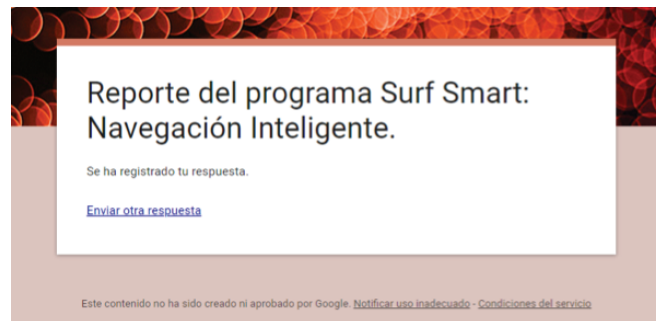 Reporte del programa Surf Smart:
Navegación Inteligente.
Se ha registrado tu respuesta.
Enviar otra respuesta
Este contenido no ha sido creado ni aprobado por Google. Notificar uso inadecuado - Condiciones del servicio